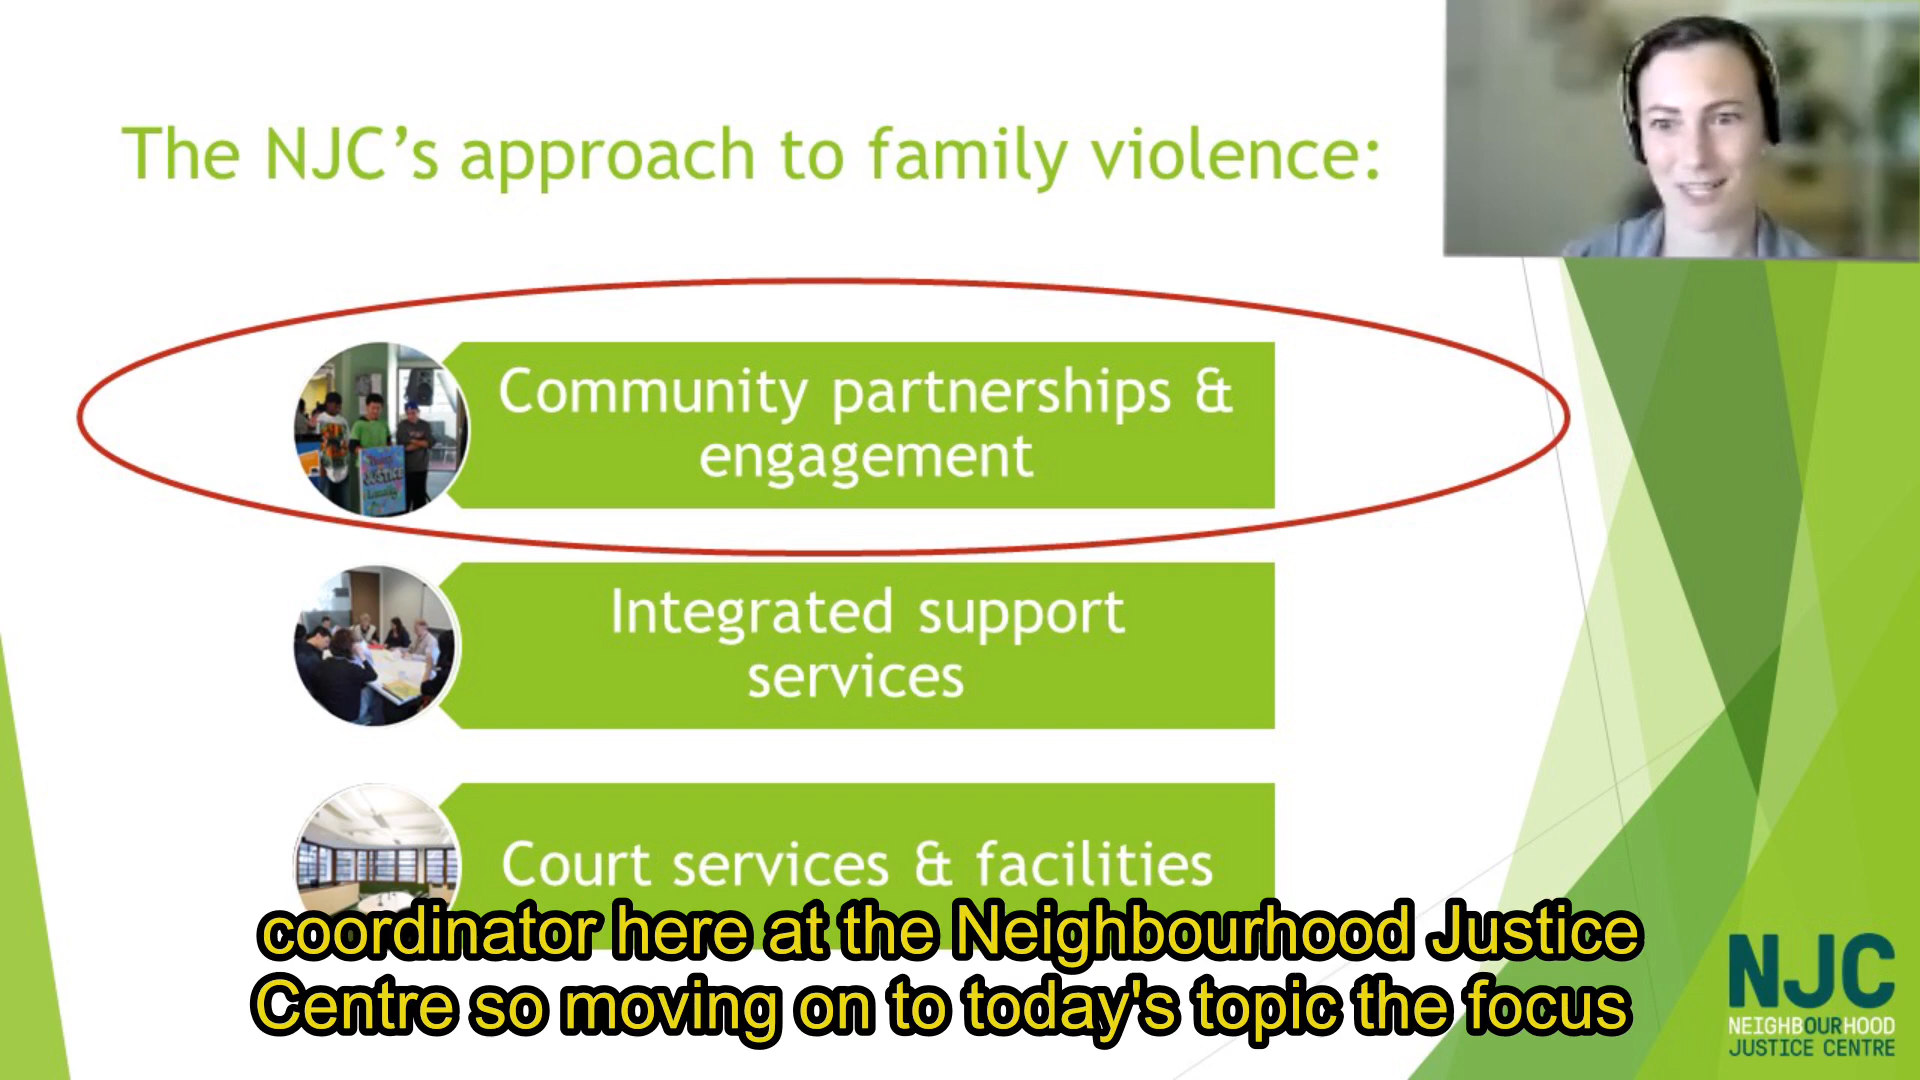 The NJC's approach to family violence:
Community partnerships &
engagement
JUSTICE
Integrated support
services
Court services & facilities
coordinator here at the Neighbourhood Justice
Centre so moving on to today's topic the focus
NJC
NEIGHBOURHOOD
JUSTICE CENTRE